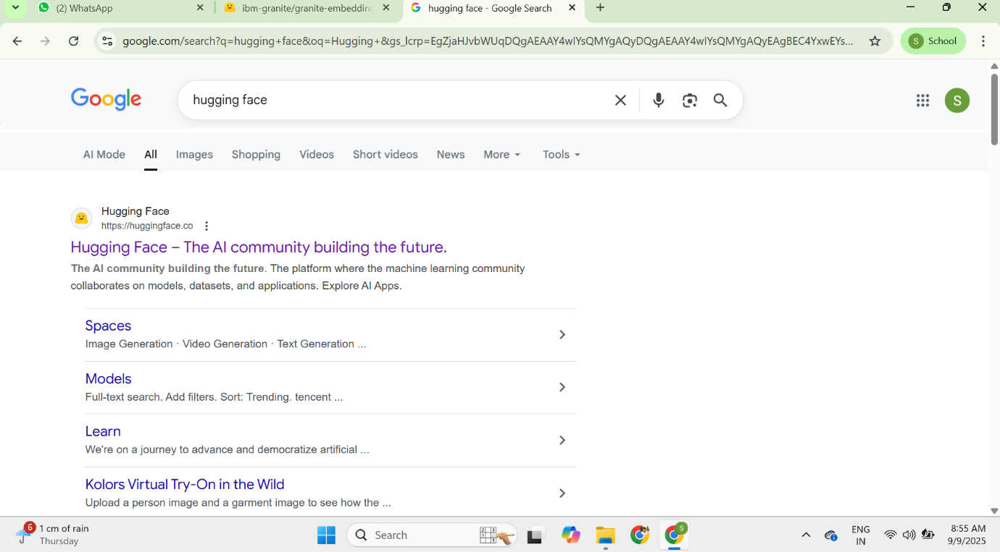 (2) WhatsApp
ibm-granite/granite-embedding
hugging face - Google Search
google.com/search?q=hugging+face&oq=Hugging+&gs_lcrp=EgZjaHJvbWUqDQgAEAAY4wIYsQMYgAQyDQgAEAAY4wIYsQMYgAQyEAgBEC4YxwEYs...
S School
Google
hugging face
S
AI Mode All Images Shopping Videos Short videos News More Tools
Hugging Face
https://huggingface.co
Hugging Face – The AI community building the future.
The AI community building the future. The platform where the machine learning community
collaborates on models, datasets, and applications. Explore AI Apps.
Spaces
Image Generation · Video Generation · Text Generation ...
Models
Full-text search. Add filters. Sort: Trending. tencent ...
Learn
We're on a journey to advance and democratize artificial ...
Kolors Virtual Try-On in the Wild
Upload a person image and a garment image to see how the ...
6
1 cm of rain
Thursday
Search
S
ENG
IN
8:55 AM
9/9/2025